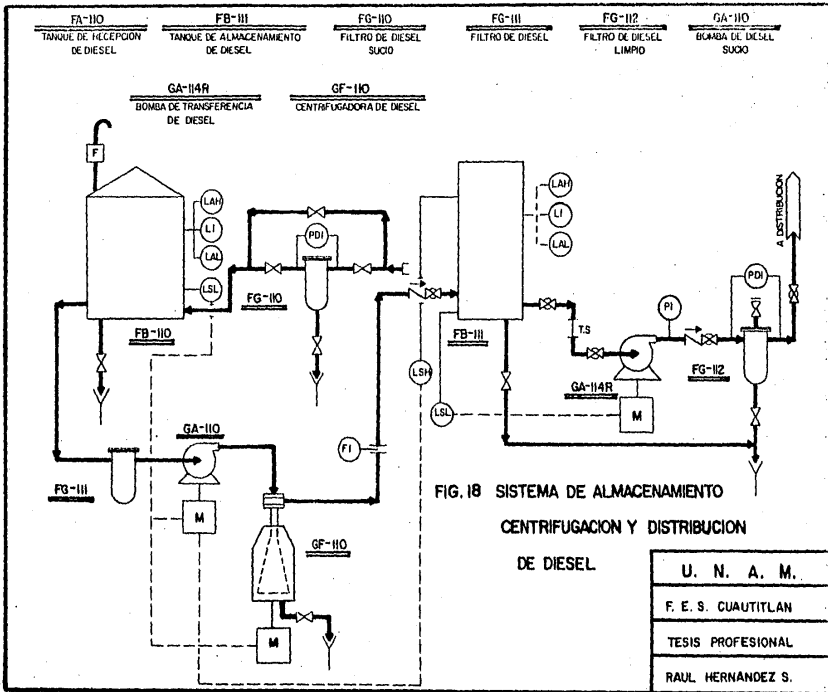 FA-110
TANQUE DE RECEPCION
DE DIESEL
FB-111
TANQUE DE ALMACENAMIENTO
DE DIESEL
FG-110
FILTRO DE DIESEL
SUCIO
FG-111
FILTRO DE DIESEL
FG-112
FILTRO DE DIESEL
LIMPIO
GA-110
BOMBA DE DIESEL
SUCIO
GA-114R
BOMBA DE TRANSFERENCIA
DE DIESEL
GF-110
CENTRIFUGADORA DE DIESEL
F
LAH
LI
LAL
LSL
FB-110
PDI
FG-110
LAH
LI
LAL
FB-111
LSH
LSL
T.S
PI
GA-114R
M
FG-112
PDI
A DISTRIBUCION
FG-111
GA-110
M
FI
GF-110
M
FIG. 18 SISTEMA DE ALMACENAMIENTO
CENTRIFUGACION Y DISTRIBUCION
DE DIESEL
U. N. A. M.
F. E. S. CUAUTITLAN
TESIS PROFESIONAL
RAUL HERNANDEZ S.